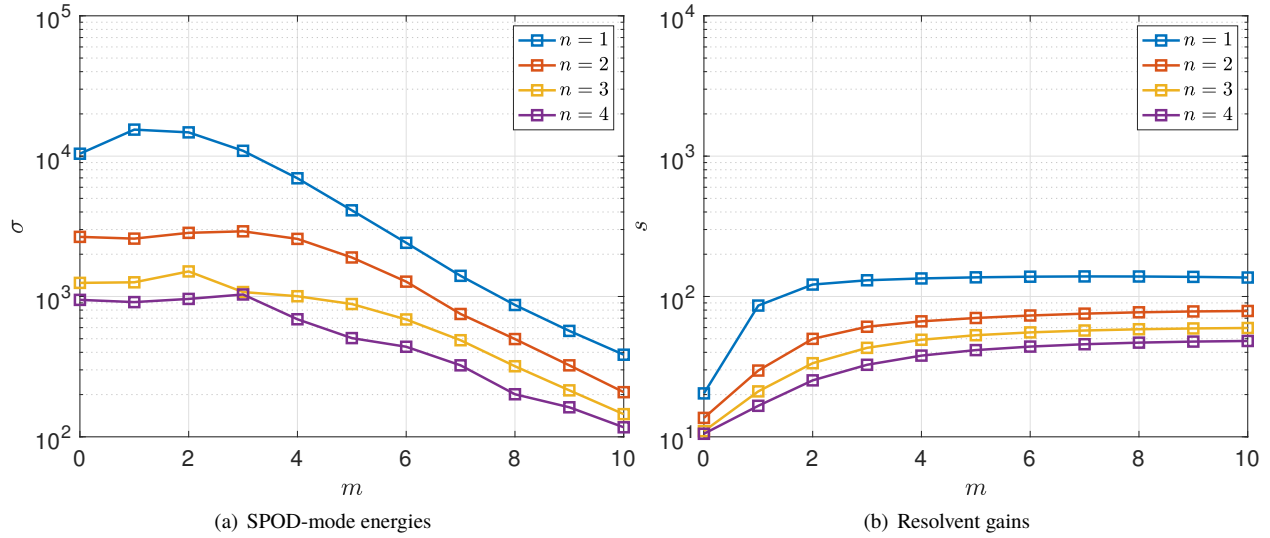 10^5
10^4
10^3
10^2
σ
0 2 4 6 8 10
m
n = 1
n = 2
n = 3
n = 4
(a) SPOD-mode energies
10^4
10^3
10^2
10^1
s
0 2 4 6 8 10
m
n = 1
n = 2
n = 3
n = 4
(b) Resolvent gains